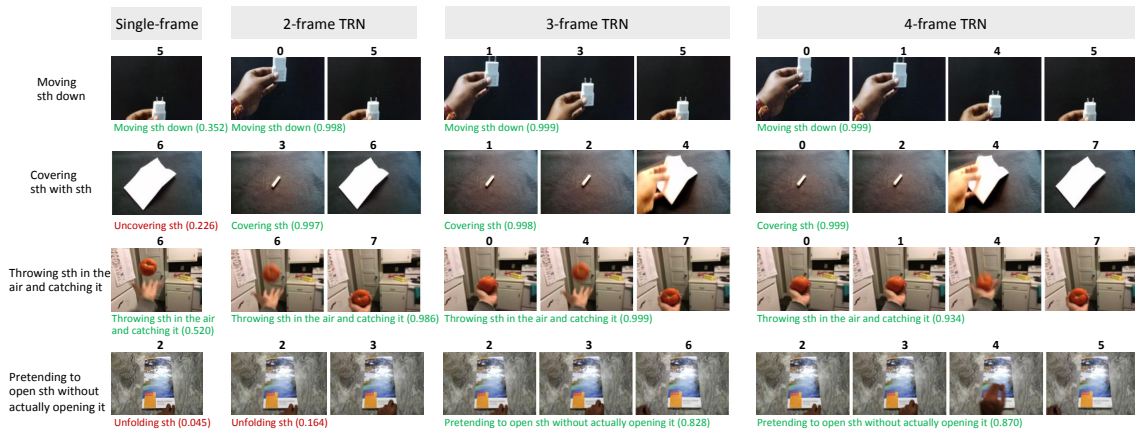 Single-frame 2-frame TRN 3-frame TRN 4-frame TRN
5 0 5 1 3 5 0 1 4 5
Moving
sth down
Moving sth down (0.352) Moving sth down (0.998) Moving sth down (0.999) Moving sth down (0.999)
6 3 6 1 2 4 0 2 4 7
Covering
sth with sth
Uncovering sth (0.226) Covering sth (0.997) Covering sth (0.998) Covering sth (0.999)
6 6 7 0 4 7 0 1 4 7
Throwing sth in the
air and catching it
Throwing sth in the air
and catching it (0.520)
Throwing sth in the air and catching it (0.986) Throwing sth in the air and catching it (0.999) Throwing sth in the air and catching it (0.934)
2 2 3 2 3 6 2 3 4 5
Pretending to
open sth without
actually opening it
Unfolding sth (0.045) Unfolding sth (0.164) Pretending to open sth without actually opening it (0.828) Pretending to open sth without actually opening it (0.870)